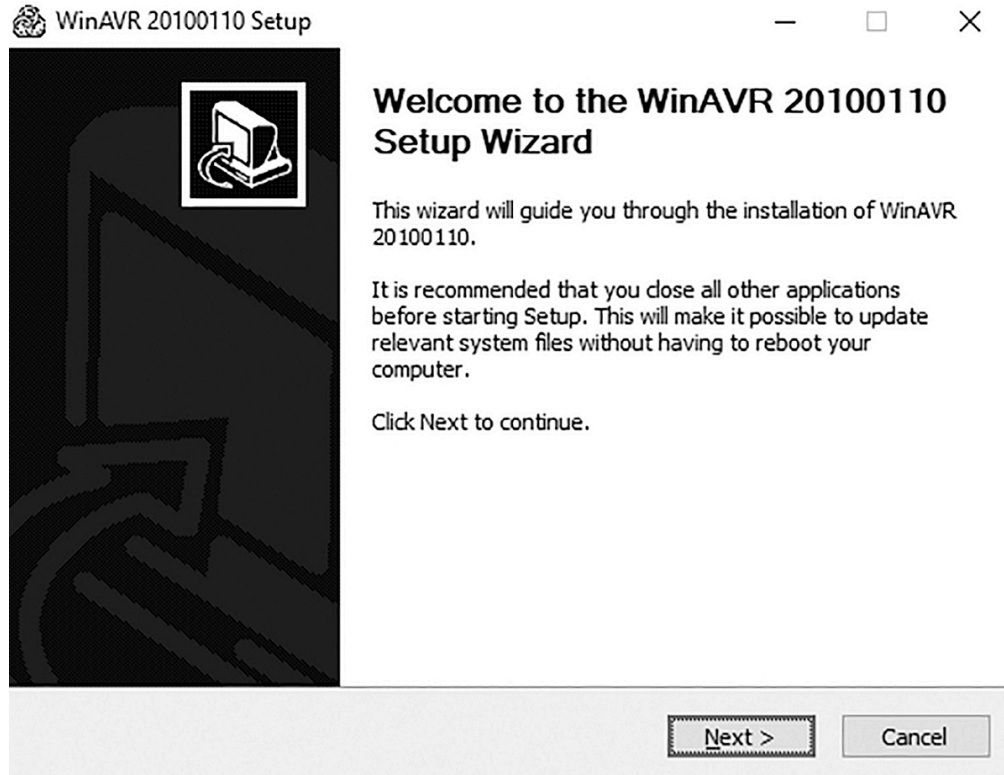 WinAVR 20100110 Setup
Welcome to the WinAVR 20100110
Setup Wizard
This wizard will guide you through the installation of WinAVR
20100110.
It is recommended that you close all other applications
before starting Setup. This will make it possible to update
relevant system files without having to reboot your
computer.
Click Next to continue.
Next >
Cancel